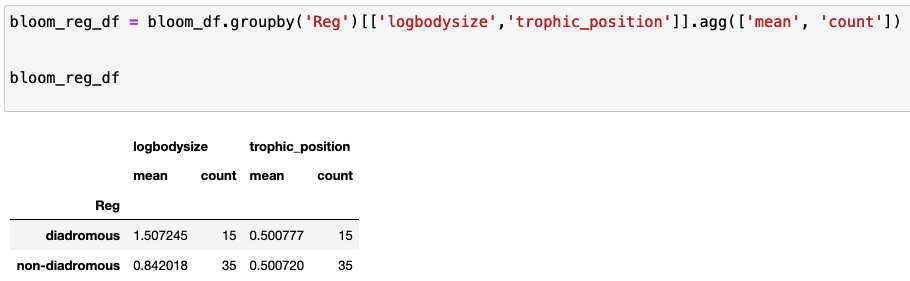 bloom_reg_df = bloom_df.groupby('Reg')[['logbodysize','trophic_position']].agg(['mean', 'count'])
bloom_reg_df
logbodysize trophic_position
mean count mean count
Reg
diadromous 1.507245 15 0.500777 15
non-diadromous 0.842018 35 0.500720 35